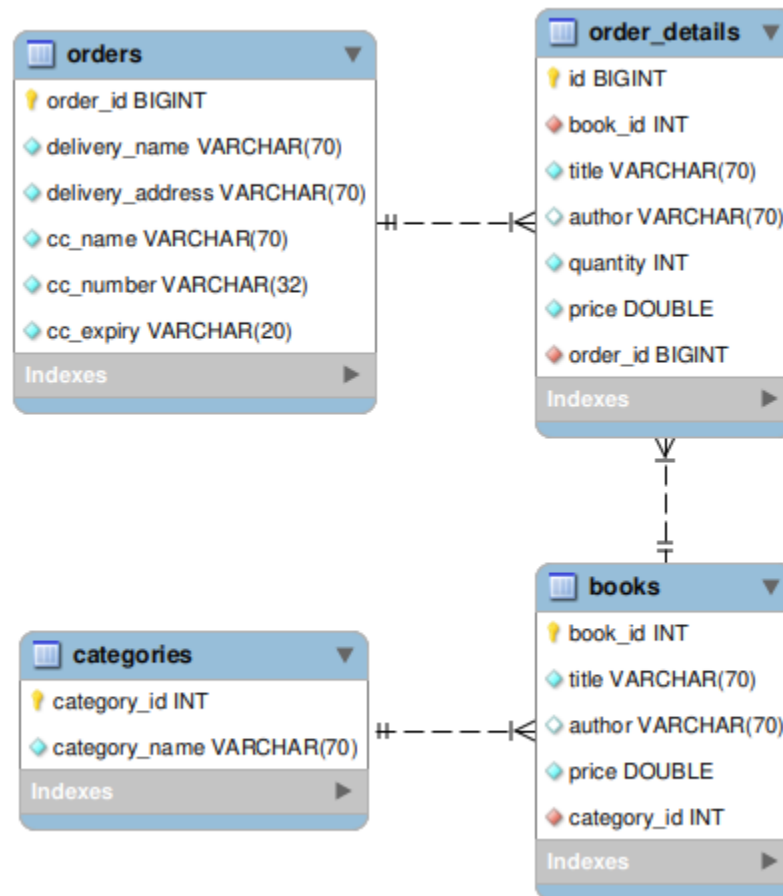 orders
order_id BIGINT
delivery_name VARCHAR(70)
delivery_address VARCHAR(70)
cc_name VARCHAR(70)
cc_number VARCHAR(32)
cc_expiry VARCHAR(20)
Indexes
order_details
id BIGINT
book_id INT
title VARCHAR(70)
author VARCHAR(70)
quantity INT
price DOUBLE
order_id BIGINT
Indexes
categories
category_id INT
category_name VARCHAR(70)
Indexes
books
book_id INT
title VARCHAR(70)
author VARCHAR(70)
price DOUBLE
category_id INT
Indexes